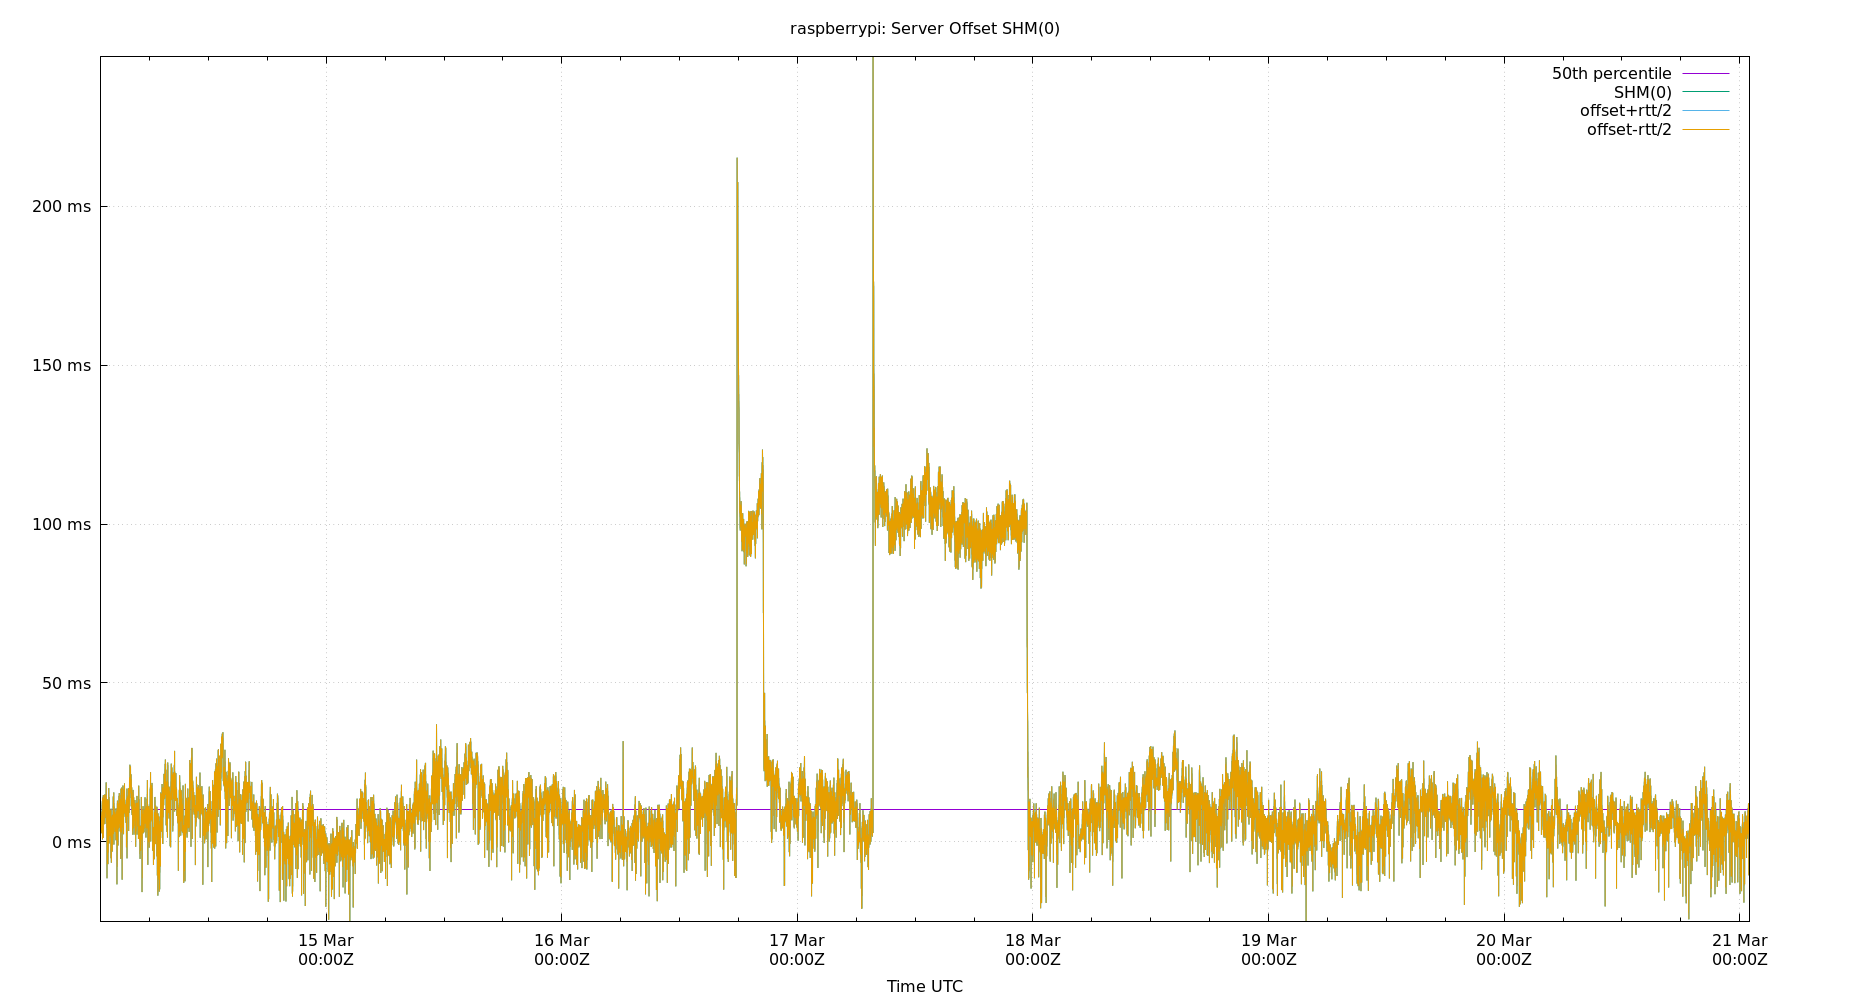 raspberrypi: Server Offset SHM(0)
50th percentile
SHM(0)
offset+rtt/2
offset-rtt/2
200 ms
150 ms
100 ms
50 ms
0 ms
15 Mar 16 Mar 17 Mar 18 Mar 19 Mar 20 Mar 21 Mar
00:00Z 00:00Z 00:00Z 00:00Z 00:00Z 00:00Z 00:00Z
Time UTC